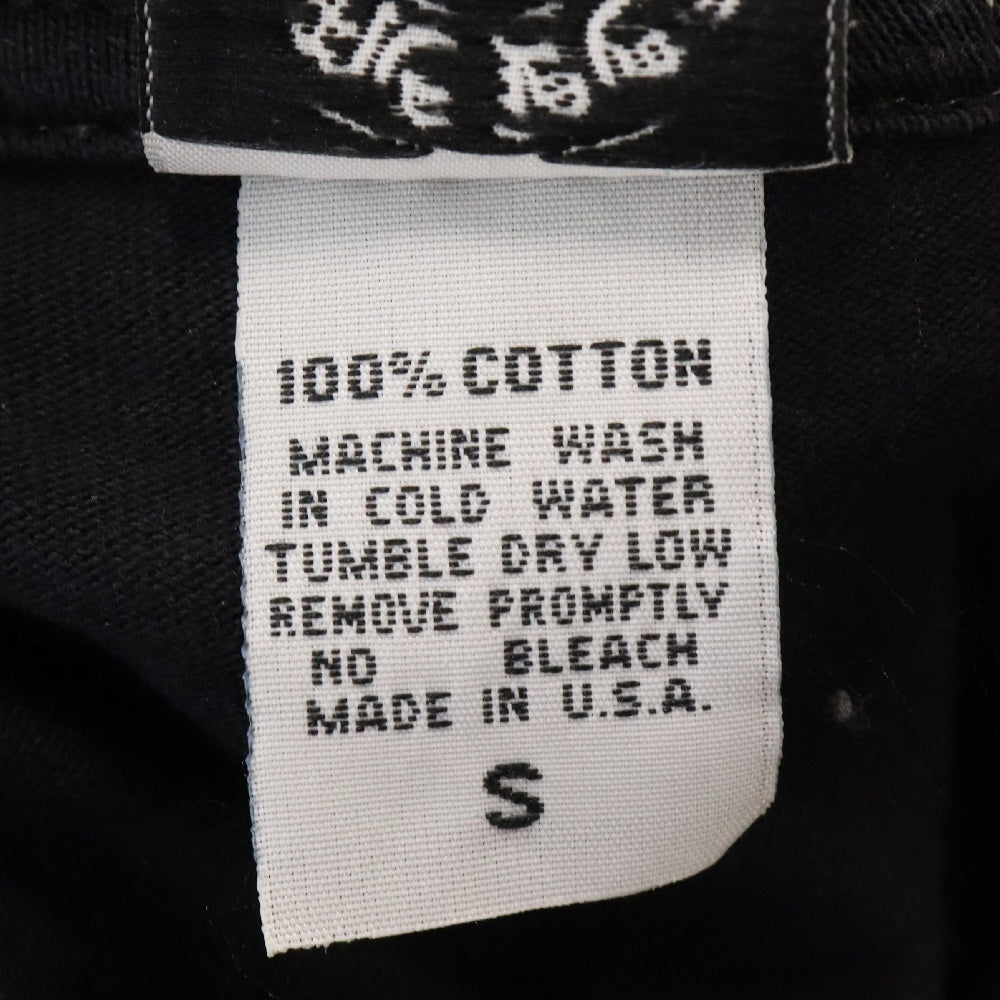 100% COTTON
MACHINE WASH
IN COLD WATER
TUMBLE DRY LOW
REMOVE PROMPTLY
NO BLEACH
MADE IN U.S.A.
S